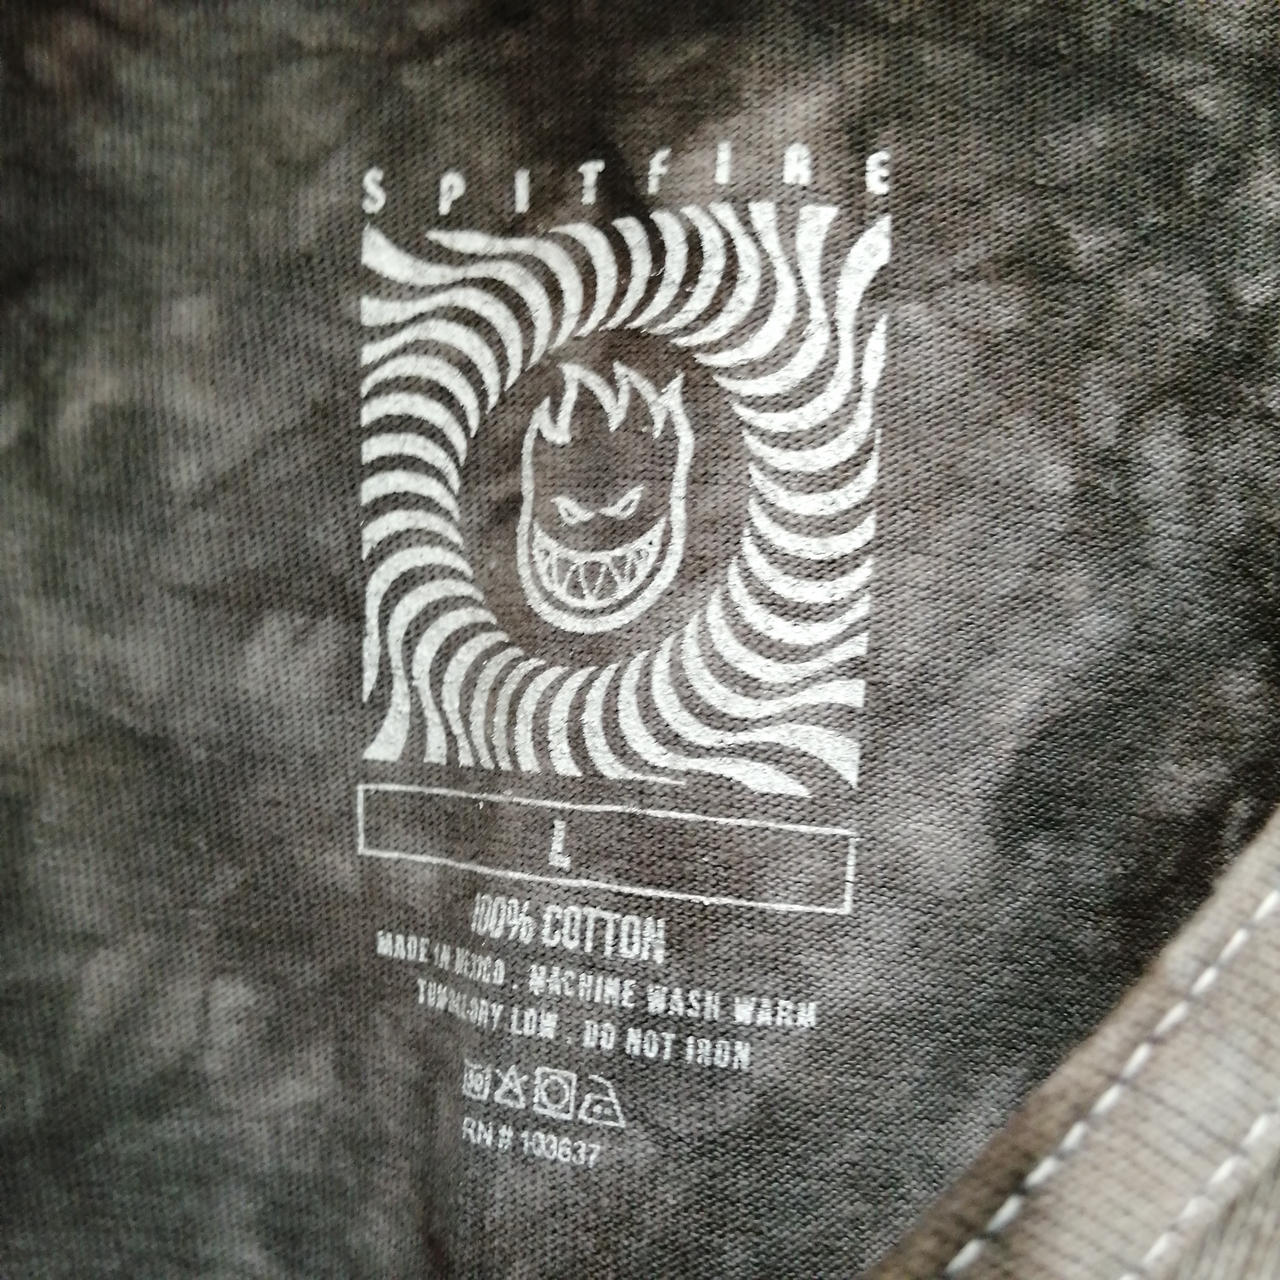 SPITFIRE
L
100% COTTON
MADE IN MEXICO . MACHINE WASH WARM
TUMBLE DRY LOW . DO NOT IRON
RN # 103637